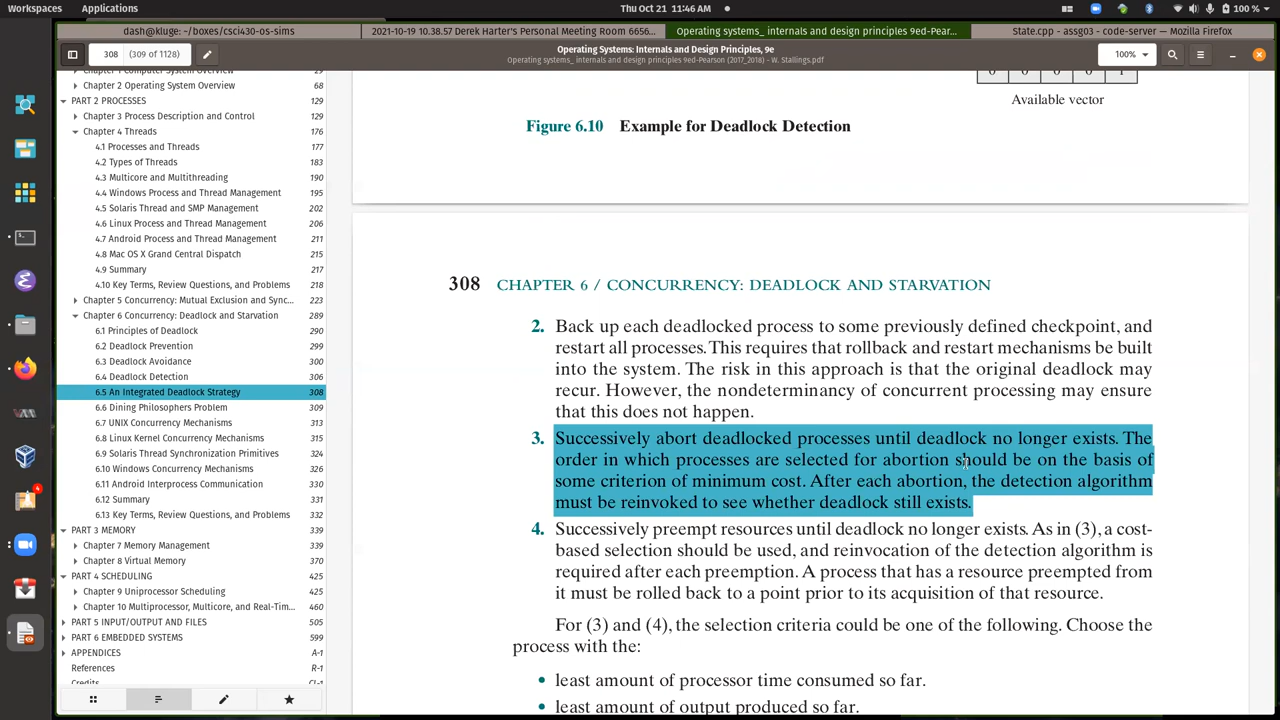 Workspaces Applications Thu Oct 21 11:46 AM 100 %
dash@kluge: ~/boxes/csci430-os-sims 2021-10-19 10.38.57 Derek Harter's Personal Meeting Room 6656... Operating systems_ internals and design principles 9ed-Pear... State.cpp - assg03 - code-server — Mozilla Firefox
308 (309 of 1128) Operating Systems: Internals and Design Principles, 9e 100%
Operating systems_ internals and design principles 9ed-Pearson (2017_2018) - W. Stallings.pdf
Chapter 1 Computer System Overview 29
Chapter 2 Operating System Overview 68
PART 2 PROCESSES 129
Chapter 3 Process Description and Control 129
Chapter 4 Threads 176
4.1 Processes and Threads 177
4.2 Types of Threads 183
4.3 Multicore and Multithreading 190
4.4 Windows Process and Thread Management 195
4.5 Solaris Thread and SMP Management 202
4.6 Linux Process and Thread Management 206
4.7 Android Process and Thread Management 211
4.8 Mac OS X Grand Central Dispatch 215
4.9 Summary 217
4.10 Key Terms, Review Questions, and Problems 218
Chapter 5 Concurrency: Mutual Exclusion and Sync... 223
Chapter 6 Concurrency: Deadlock and Starvation 289
6.1 Principles of Deadlock 290
6.2 Deadlock Prevention 299
6.3 Deadlock Avoidance 300
6.4 Deadlock Detection 306
6.5 An Integrated Deadlock Strategy 308
6.6 Dining Philosophers Problem 309
6.7 UNIX Concurrency Mechanisms 313
6.8 Linux Kernel Concurrency Mechanisms 315
6.9 Solaris Thread Synchronization Primitives 324
6.10 Windows Concurrency Mechanisms 326
6.11 Android Interprocess Communication 330
6.12 Summary 331
6.13 Key Terms, Review Questions, and Problems 332
PART 3 MEMORY 339
Chapter 7 Memory Management 339
Chapter 8 Virtual Memory 370
PART 4 SCHEDULING 425
Chapter 9 Uniprocessor Scheduling 425
Chapter 10 Multiprocessor, Multicore, and Real-Tim... 460
PART 5 INPUT/OUTPUT AND FILES 505
PART 6 EMBEDDED SYSTEMS 599
APPENDICES A-1
References R-1
Credits CL-1
4
0 0 0 0 1
Available vector
Figure 6.10 Example for Deadlock Detection
308 CHAPTER 6 / CONCURRENCY: DEADLOCK AND STARVATION
2. Back up each deadlocked process to some previously defined checkpoint, and
restart all processes. This requires that rollback and restart mechanisms be built
into the system. The risk in this approach is that the original deadlock may
recur. However, the nondeterminancy of concurrent processing may ensure
that this does not happen.
3. Successively abort deadlocked processes until deadlock no longer exists. The
order in which processes are selected for abortion should be on the basis of
some criterion of minimum cost. After each abortion, the detection algorithm
must be reinvoked to see whether deadlock still exists.
4. Successively preempt resources until deadlock no longer exists. As in (3), a cost-
based selection should be used, and reinvocation of the detection algorithm is
required after each preemption. A process that has a resource preempted from
it must be rolled back to a point prior to its acquisition of that resource.
For (3) and (4), the selection criteria could be one of the following. Choose the
process with the:
• least amount of processor time consumed so far.
• least amount of output produced so far.